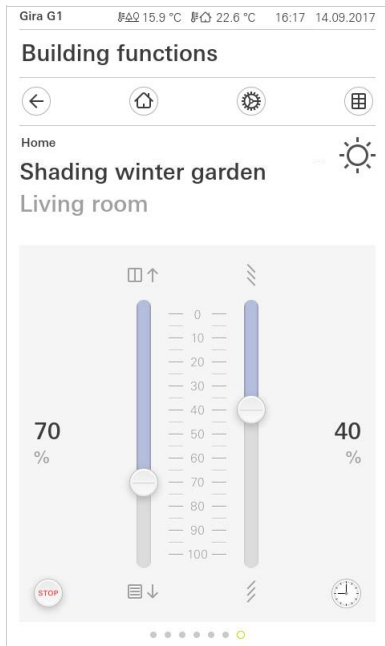 Gira G1 15.9 °C 22.6 °C 16:17 14.09.2017
Building functions
Home
Shading winter garden
Living room
0
10
20
30
40
50
60
70
80
90
100
70
%
40
%
STOP